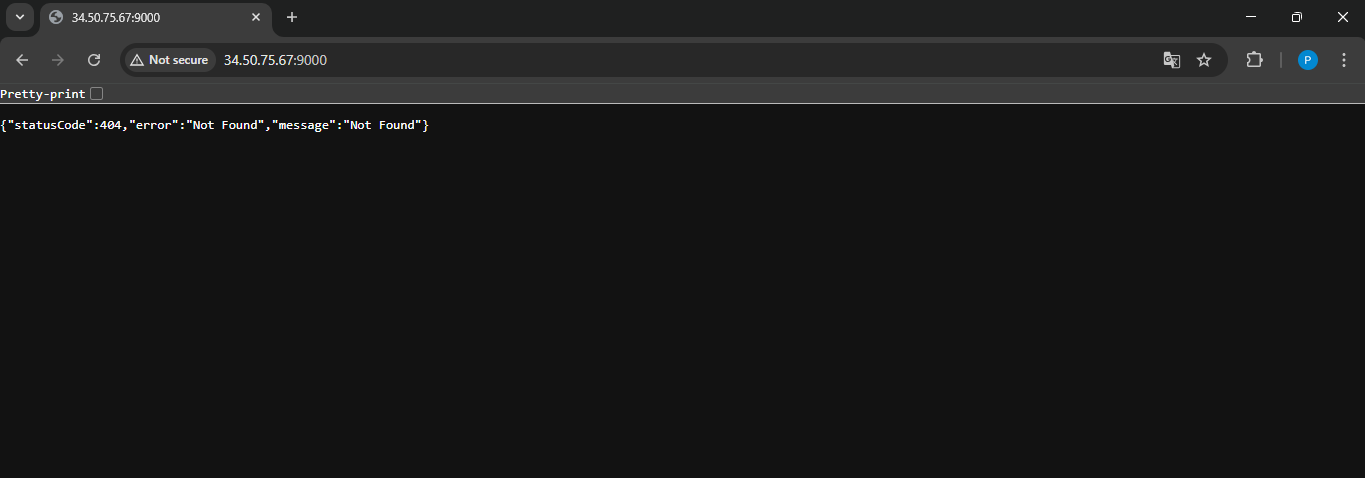 34.50.75.67:9000
Not secure 34.50.75.67:9000
P
Pretty-print
{"statusCode":404,"error":"Not Found","message":"Not Found"}